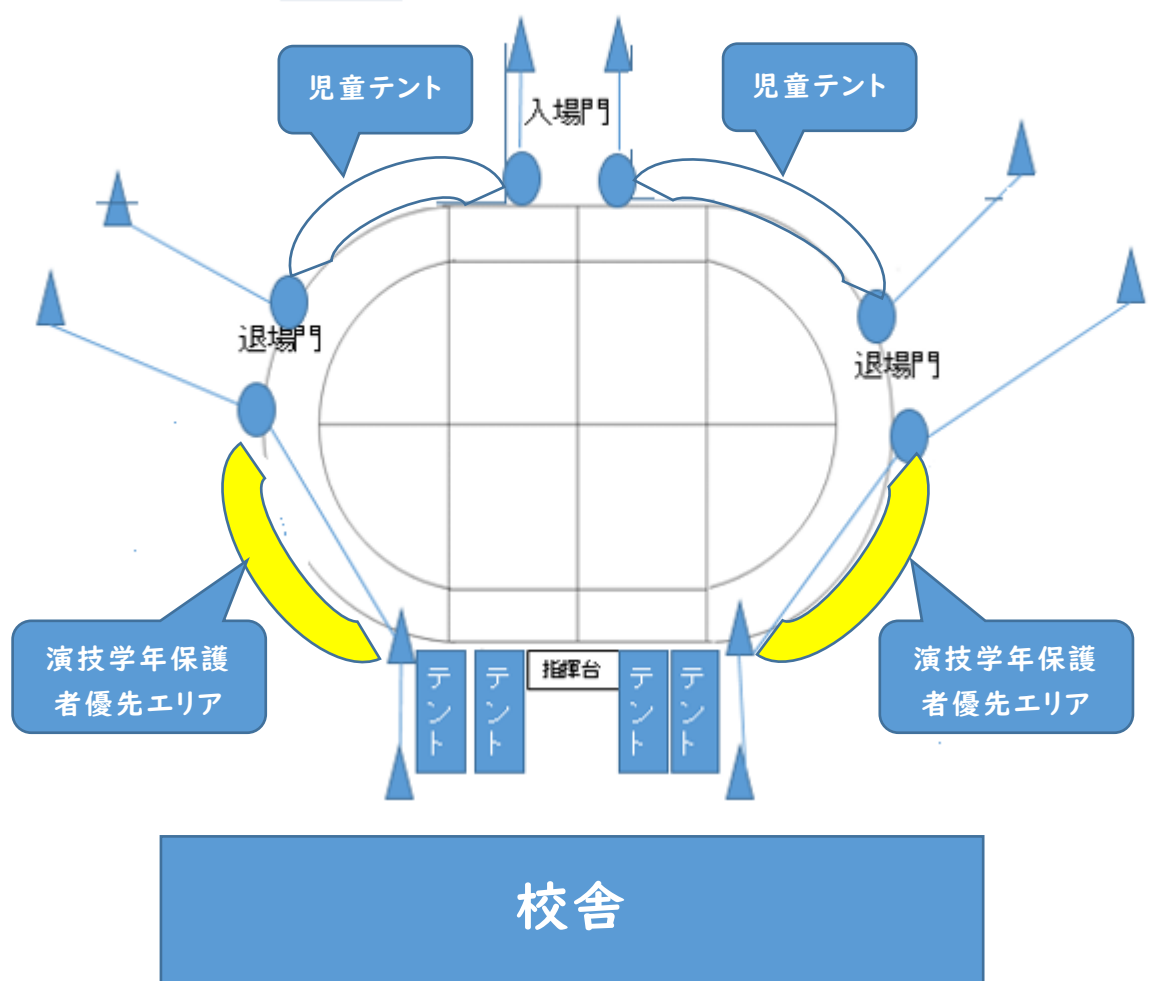 児童テント
児童テント
入場門
退場門
退場門
演技学年保護
者優先エリア
演技学年保護
者優先エリア
テント
テント
指揮台
テント
テント
校舎